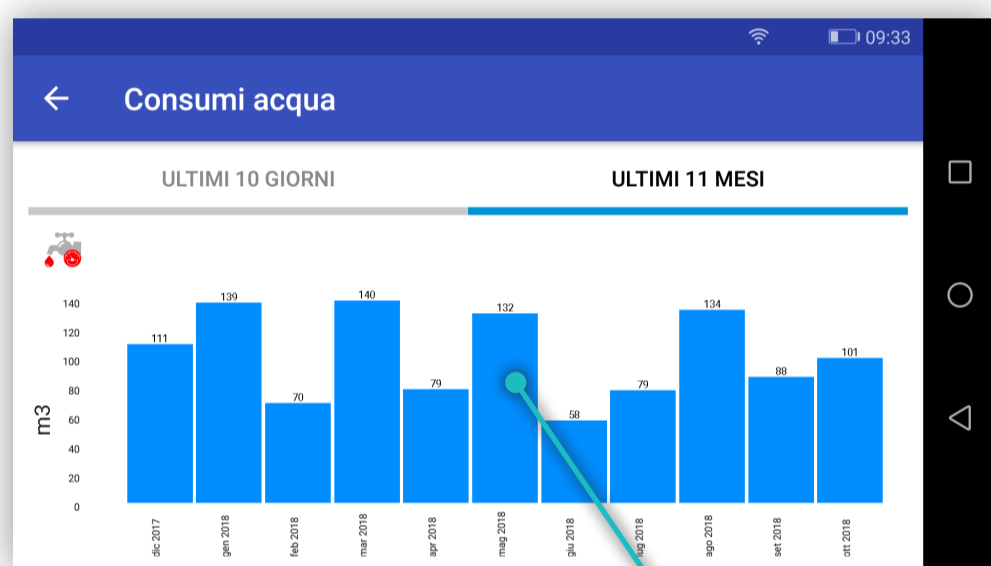 09:33
Consumi acqua
ULTIMI 10 GIORNI
ULTIMI 11 MESI
m3
140
120
100
80
60
40
20
0
111
139
70
140
79
132
58
79
134
88
101
dic 2017
gen 2018
feb 2018
mar 2018
apr 2018
mag 2018
giu 2018
lug 2018
ago 2018
set 2018
ott 2018